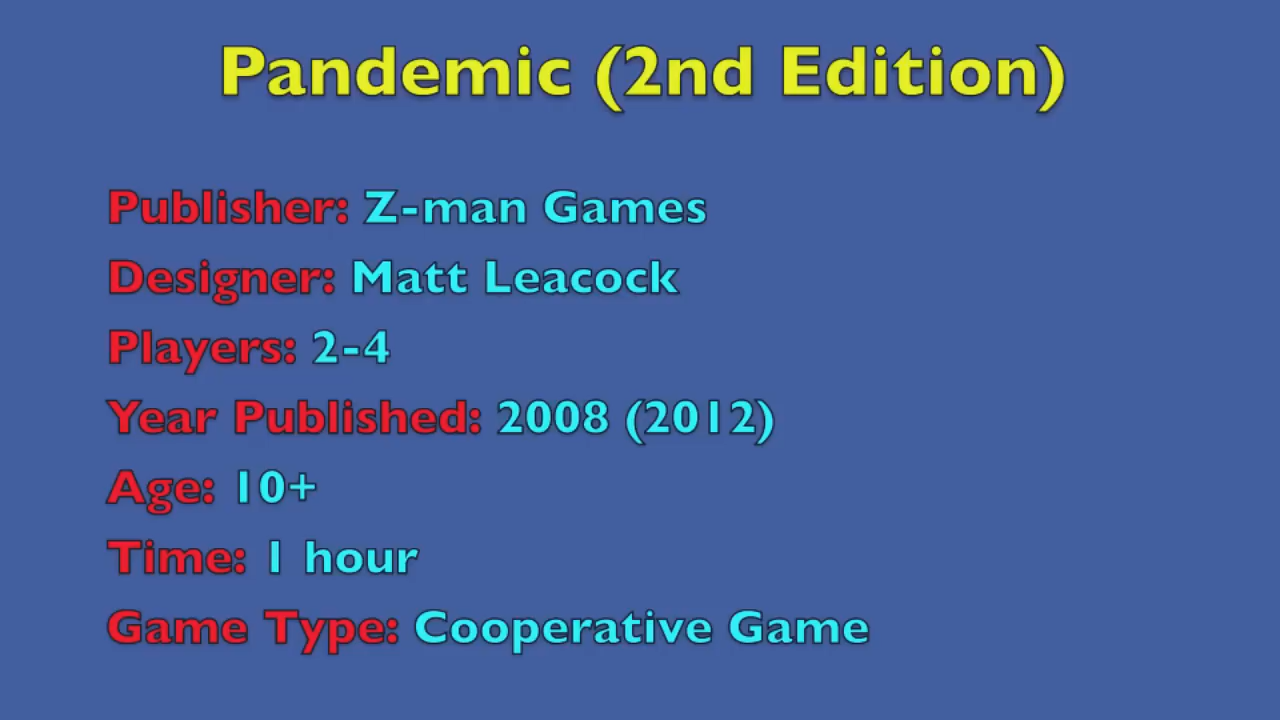 Pandemic (2nd Edition)
Publisher: Z-man Games
Designer: Matt Leacock
Players: 2-4
Year Published: 2008 (2012)
Age: 10+
Time: 1 hour
Game Type: Cooperative Game